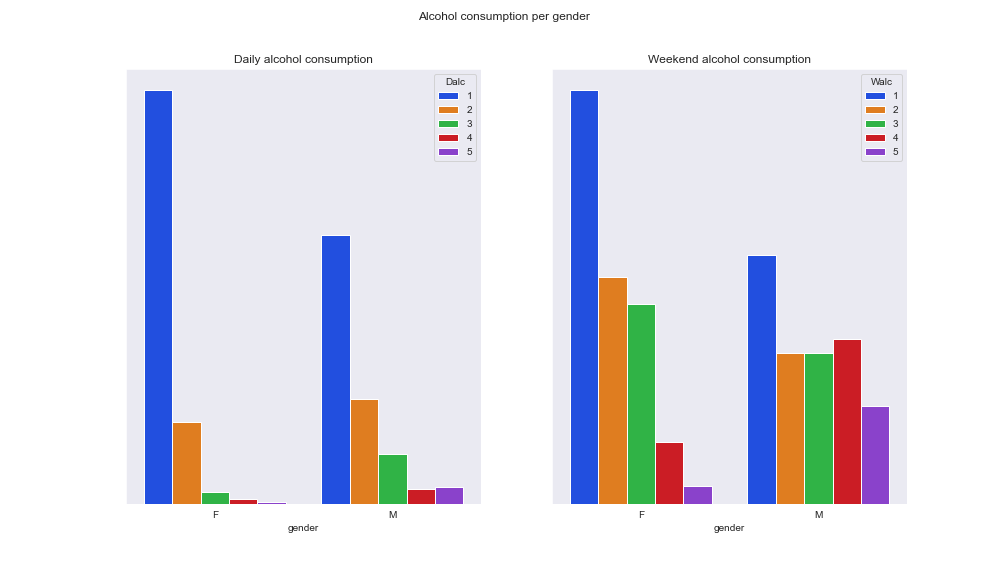 Alcohol consumption per gender
Daily alcohol consumption
Dalc
1
2
3
4
5
F M
gender
Weekend alcohol consumption
Walc
1
2
3
4
5
F M
gender